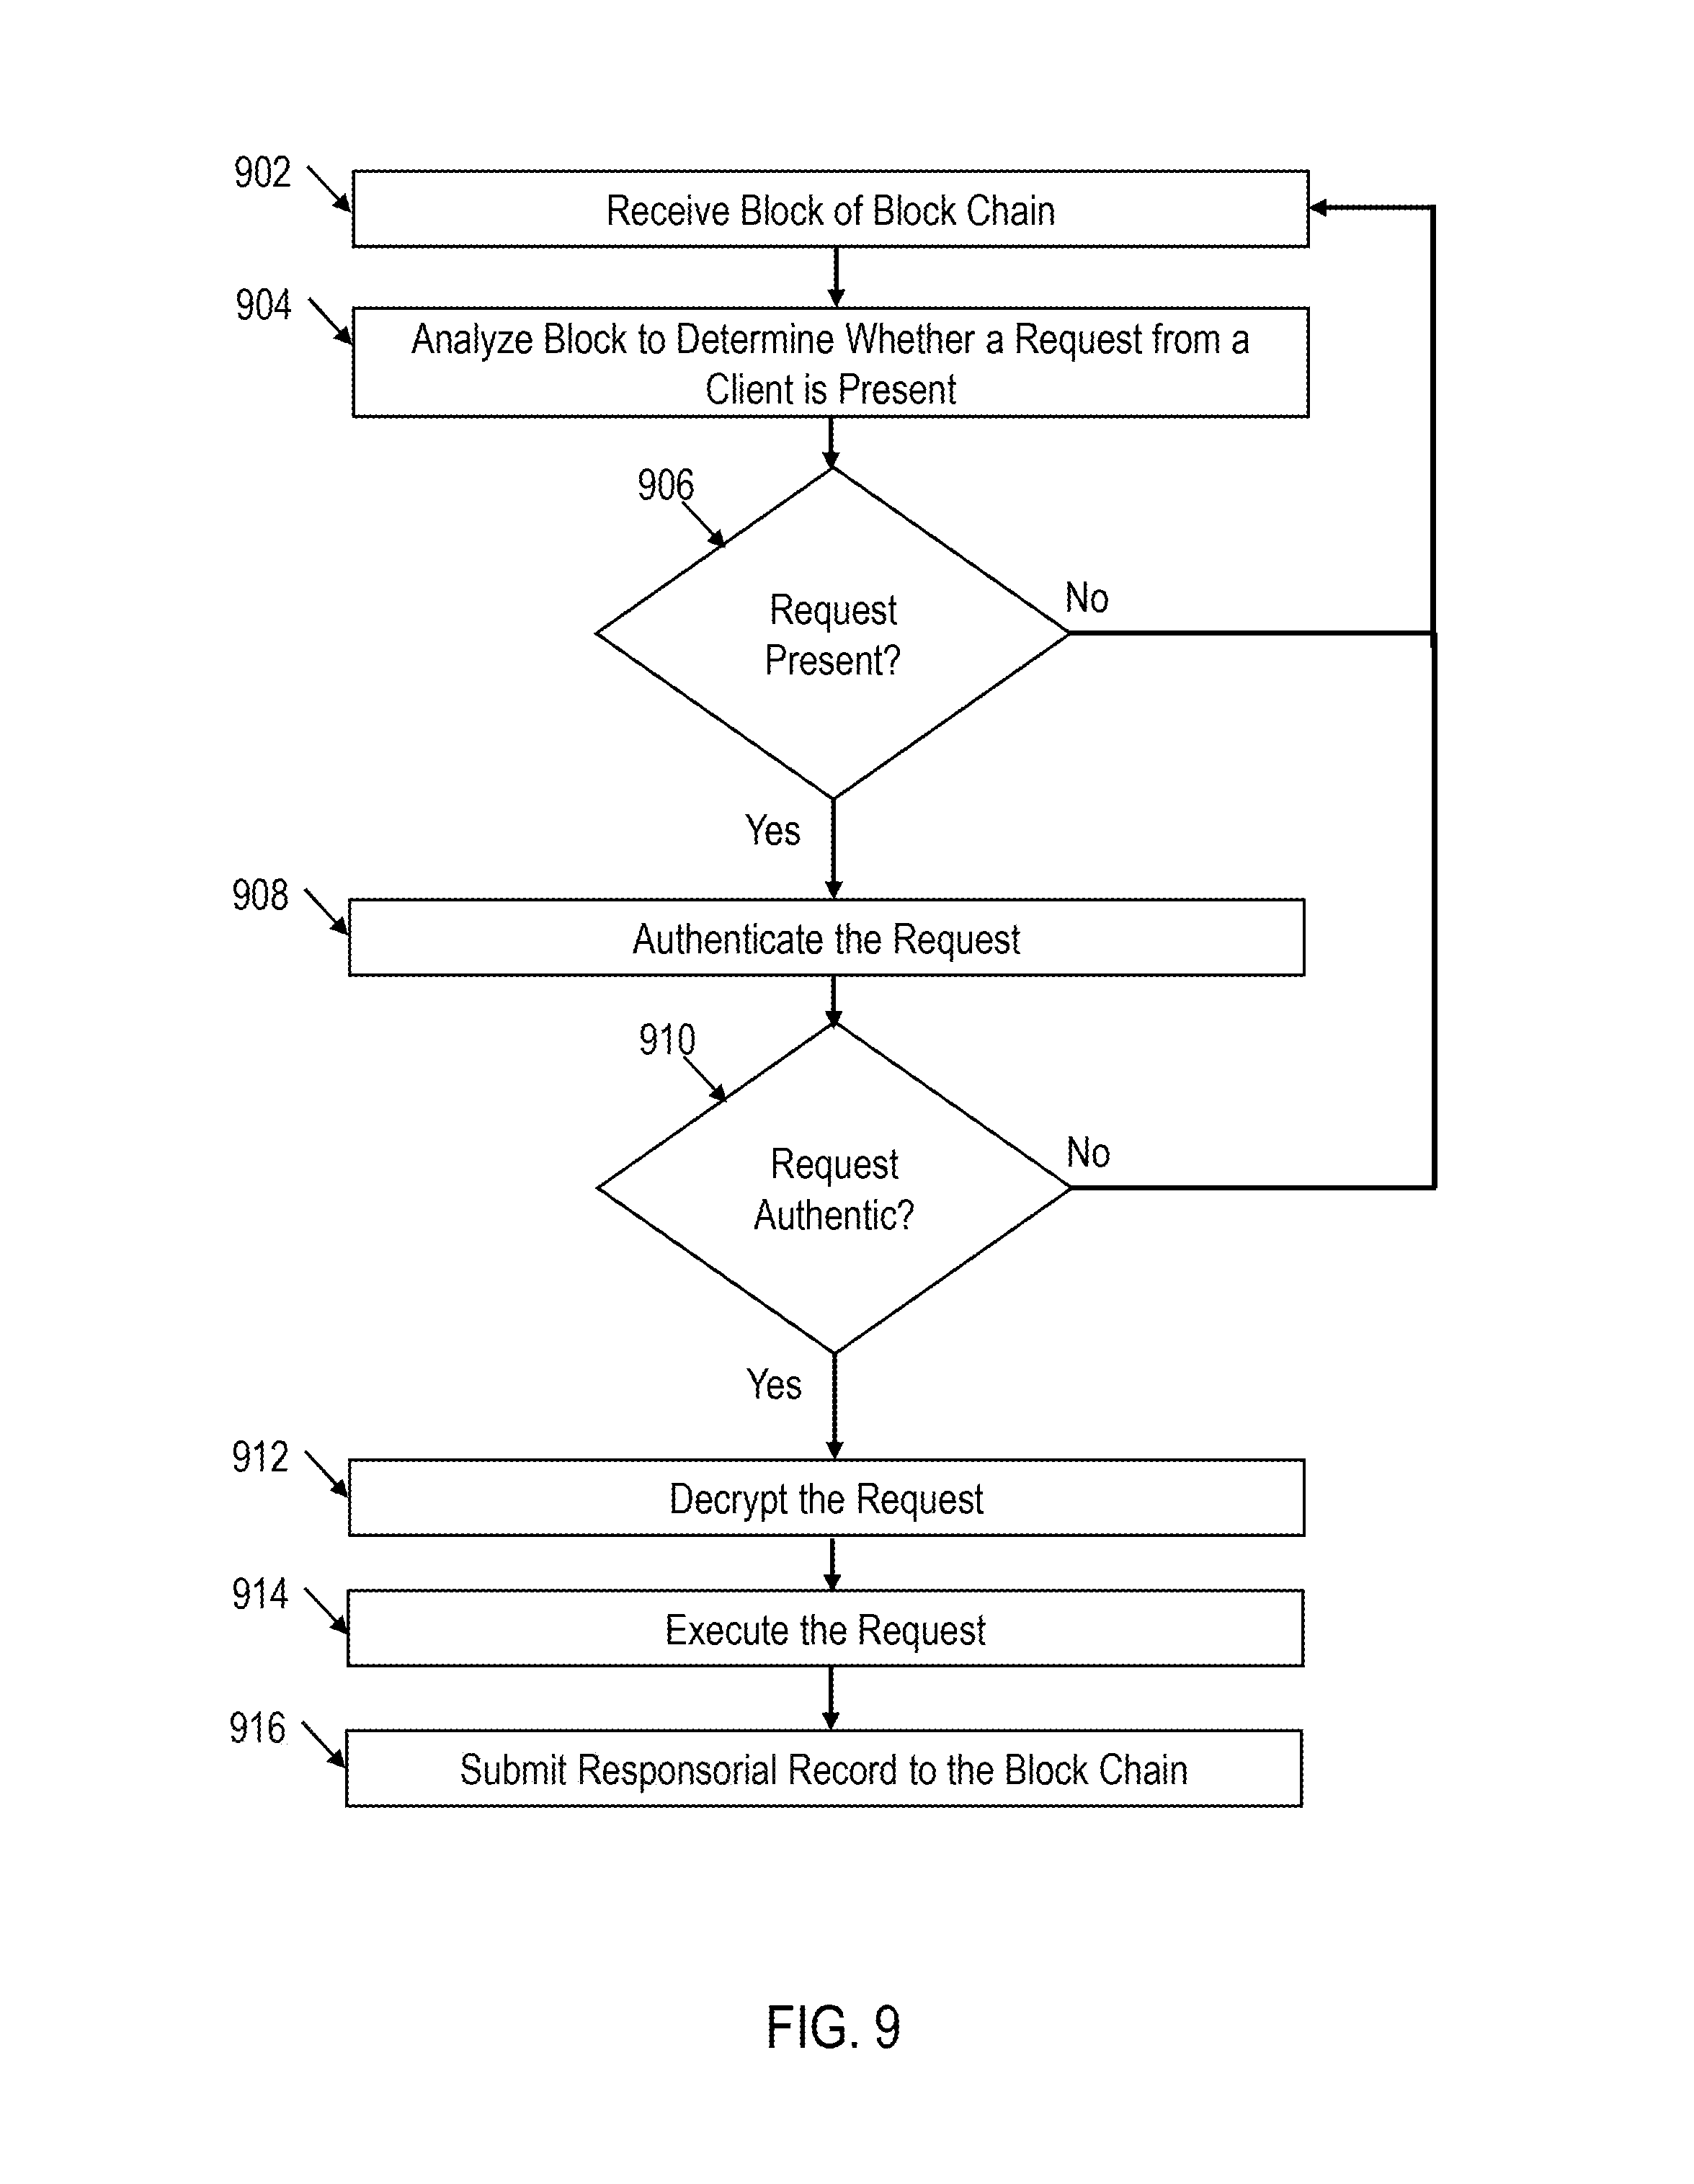 902
Receive Block of Block Chain
904
Analyze Block to Determine Whether a Request from a
Client is Present
906
Request
Present?
No
Yes
908
Authenticate the Request
910
Request
Authentic?
No
Yes
912
Decrypt the Request
914
Execute the Request
916
Submit Responsorial Record to the Block Chain
FIG. 9